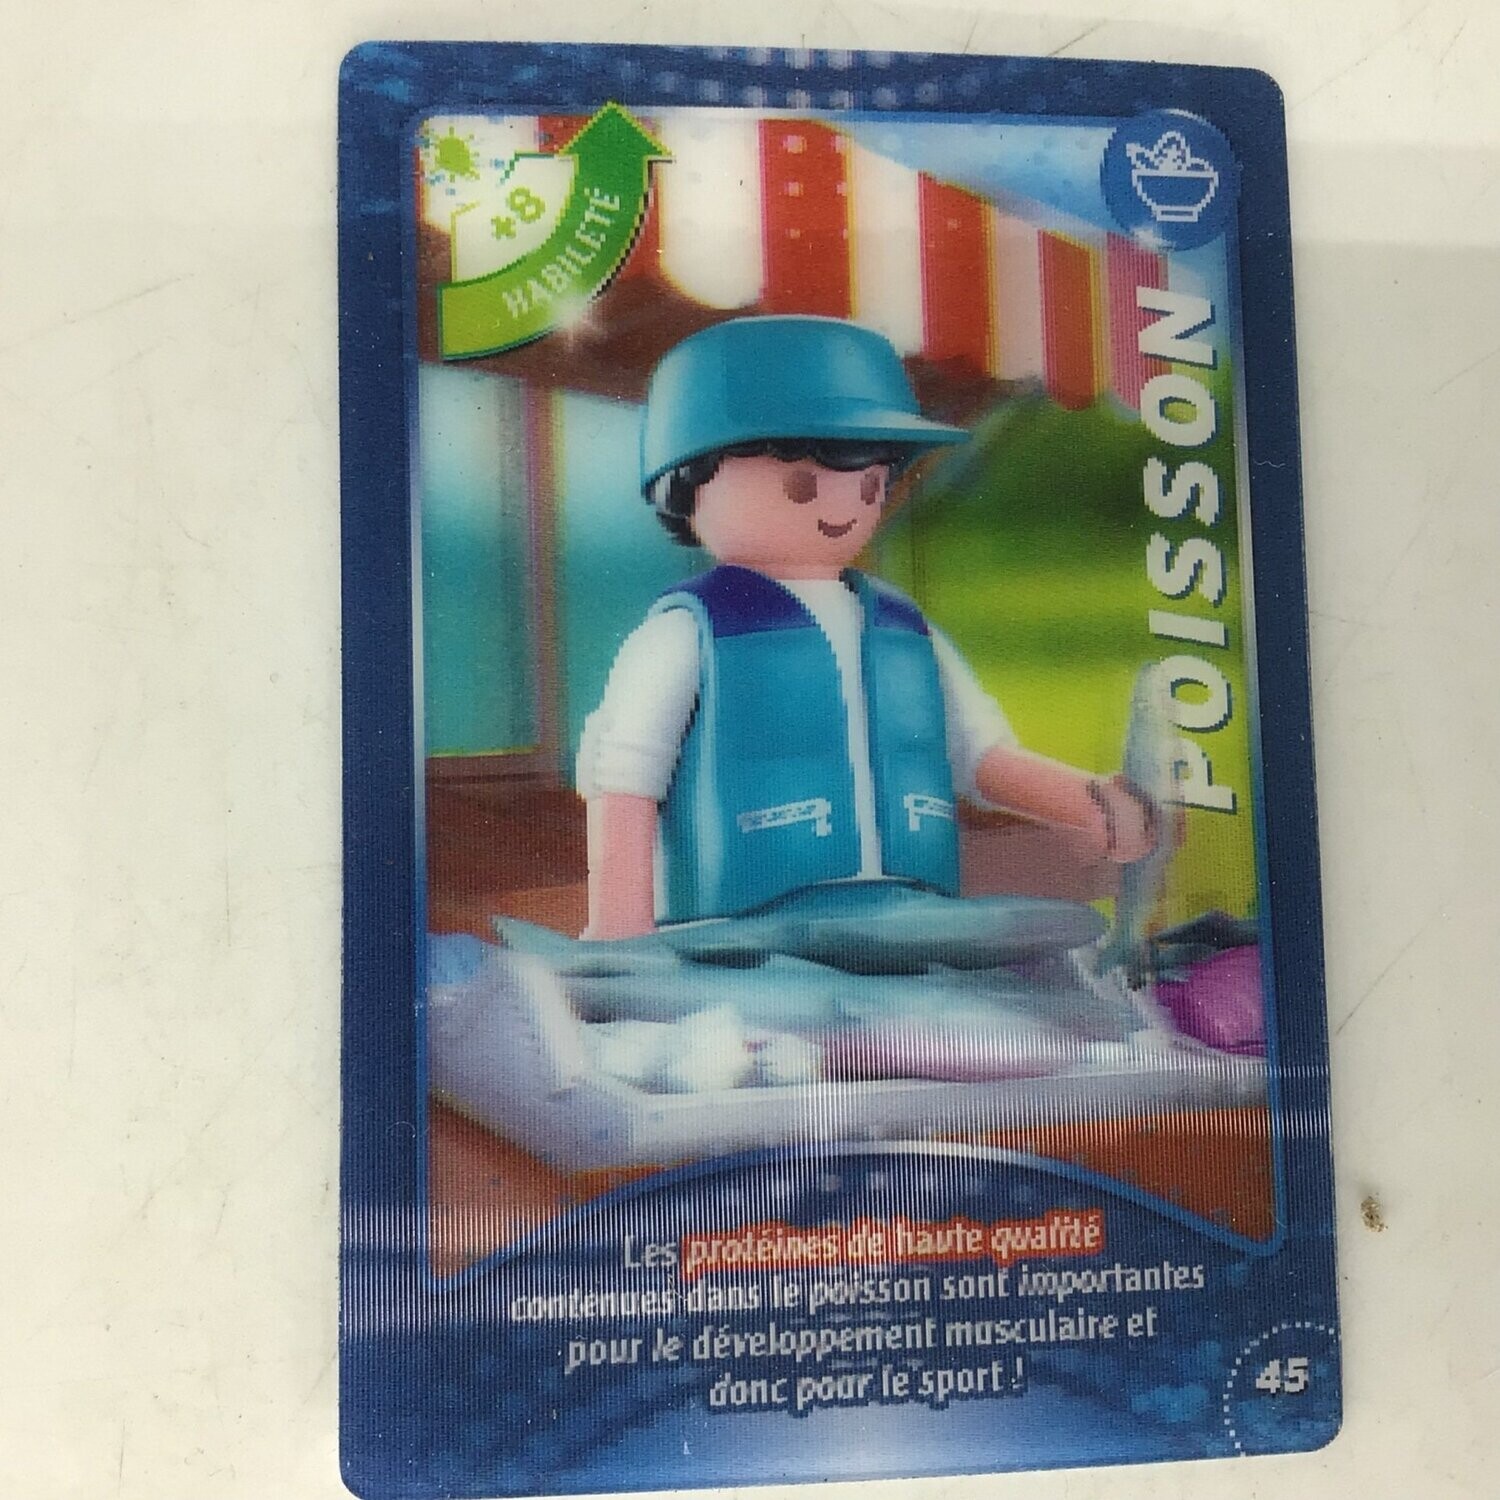 +8
HABILETÉ
POISSON
Les protéines de haute qualité
contenues dans le poisson sont importantes
pour le développement musculaire et
donc pour le sport !
45